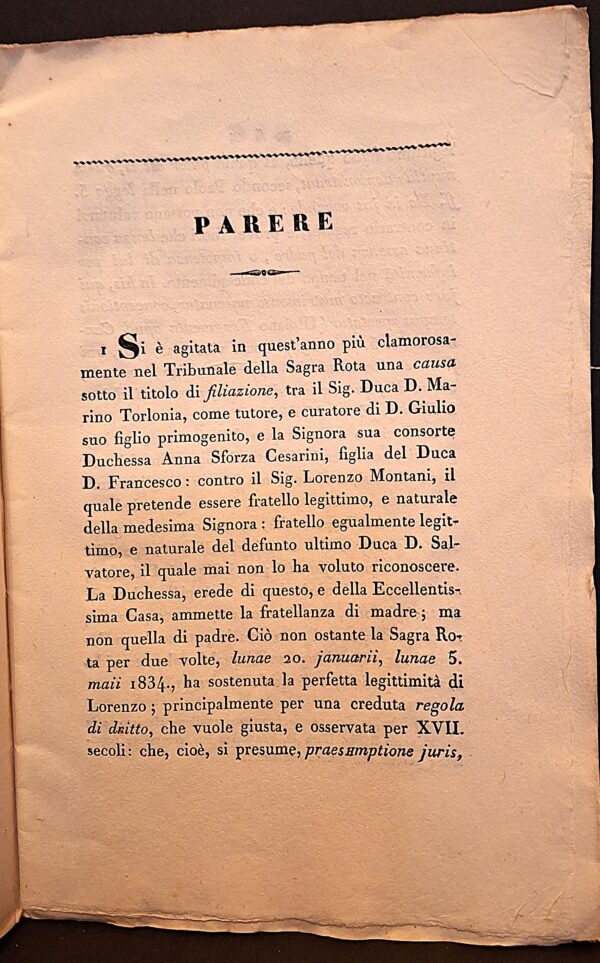 PARERE
1 Si è agitata in quest'anno più clamorosa-
mente nel Tribunale della Sagra Rota una causa
sotto il titolo di filiazione, tra il Sig. Duca D. Ma-
rino Torlonia, come tutore, e curatore di D. Giulio
suo figlio primogenito, e la Signora sua consorte
Duchessa Anna Sforza Cesarini, figlia del Duca
D. Francesco: contro il Sig. Lorenzo Montani, il
quale pretende essere fratello legittimo, e naturale
della medesima Signora: fratello egualmente legit-
timo, e naturale del defunto ultimo Duca D. Sal-
vatore, il quale mai non lo ha voluto riconoscere.
La Duchessa, erede di questo, e della Eccellentis-
sima Casa, ammette la fratellanza di madre; ma
non quella di padre. Ciò non ostante la Sagra Ro-
ta per due volte, lunae 20. januarii, lunae 5.
maii 1834., ha sostenuta la perfetta legittimità di
Lorenzo; principalmente per una creduta regola
di dritto, che vuole giusta, e osservata per XVII.
secoli: che, cioè, si presume, praesumptione juris,